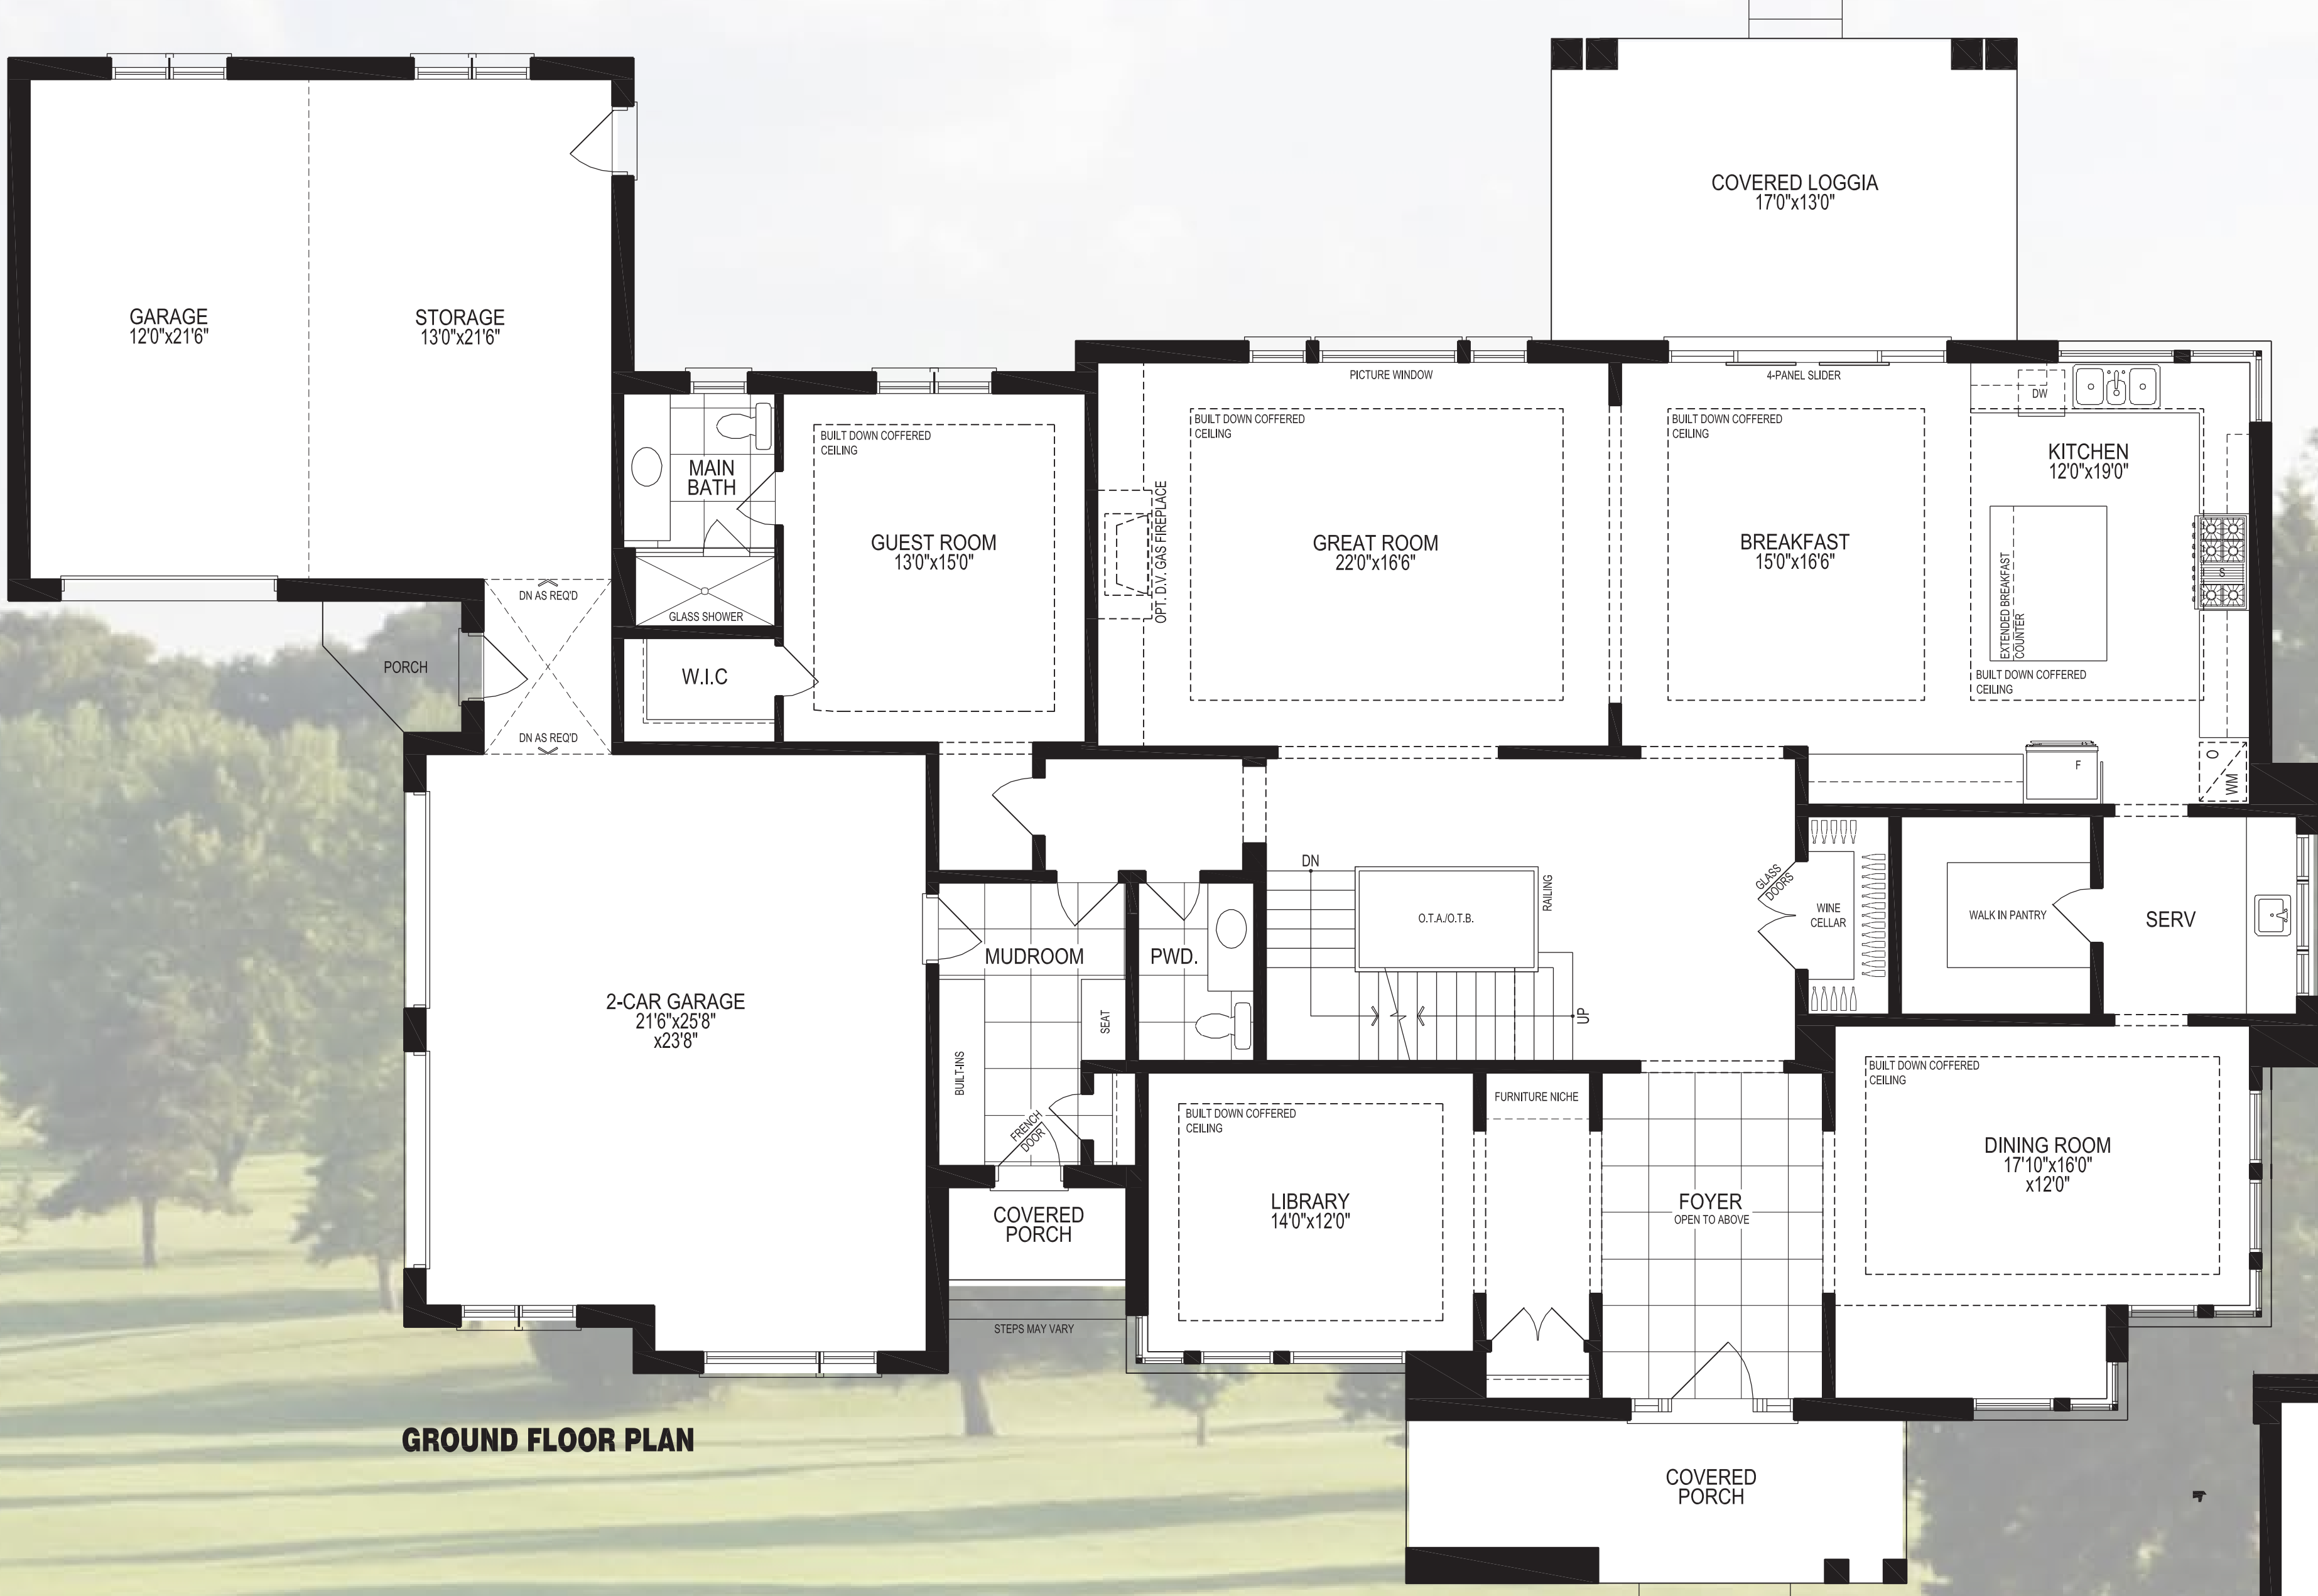 COVERED LOGGIA
17'0"x13'0"
GARAGE
12'0"x21'6"
STORAGE
13'0"x21'6"
PICTURE WINDOW
4-PANEL SLIDER
DW
BUILT DOWN COFFERED
CEILING
BUILT DOWN COFFERED
CEILING
BUILT DOWN COFFERED
CEILING
KITCHEN
12'0"x19'0"
MAIN
BATH
GUEST ROOM
13'0"x15'0"
OPT. D.V. GAS FIREPLACE
GREAT ROOM
22'0"x16'6"
BREAKFAST
15'0"x16'6"
S
EXTENDED BREAKFAST
COUNTER
DN AS REQ'D
GLASS SHOWER
PORCH
W.I.C
BUILT DOWN COFFERED
CEILING
DN AS REQ'D
F
O
WM
DN
RAILING
GLASS
DOORS
O.T.A./O.T.B.
WINE
CELLAR
WALK IN PANTRY
SERV
MUDROOM
PWD.
2-CAR GARAGE
21'6"x25'8"
x23'8"
SEAT
UP
BUILT-INS
BUILT DOWN COFFERED
CEILING
FURNITURE NICHE
FRENCH
DOOR
BUILT DOWN COFFERED
CEILING
DINING ROOM
17'10"x16'0"
x12'0"
LIBRARY
14'0"x12'0"
FOYER
OPEN TO ABOVE
COVERED
PORCH
STEPS MAY VARY
GROUND FLOOR PLAN
COVERED
PORCH